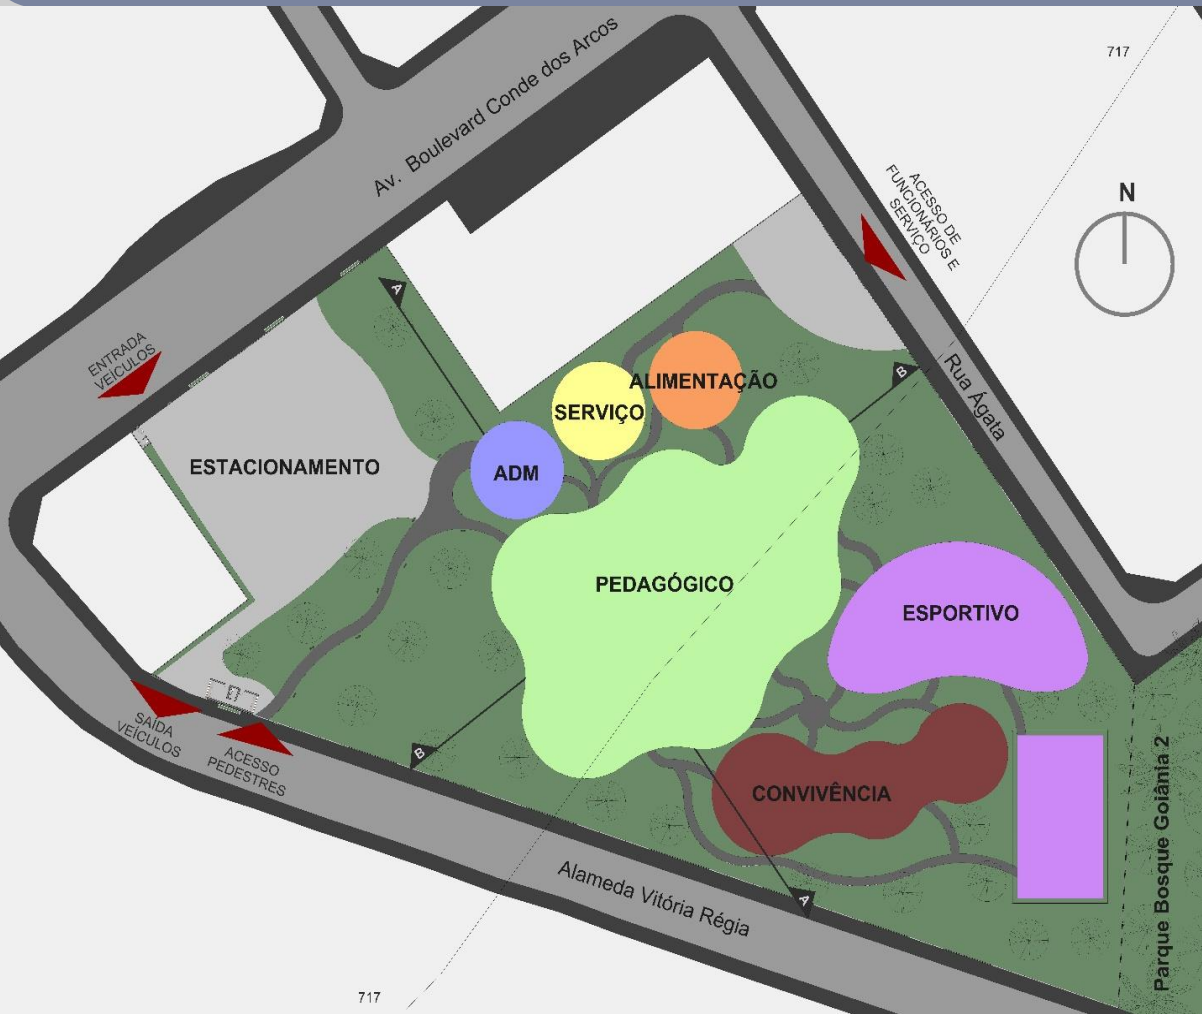 717
Av. Boulevard Conde dos Arcos
ACESSO DE
FUNCIONÁRIOS E
SERVIÇO
N
A
ENTRADA
VEÍCULOS
Rua Ágata
B
ALIMENTAÇÃO
SERVIÇO
ESTACIONAMENTO
ADM
PEDAGÓGICO
ESPORTIVO
SAÍDA
VEÍCULOS
ACESSO
PEDESTRES
B
CONVIVÊNCIA
Parque Bosque Goiânia 2
Alameda Vitória Régia
A
717